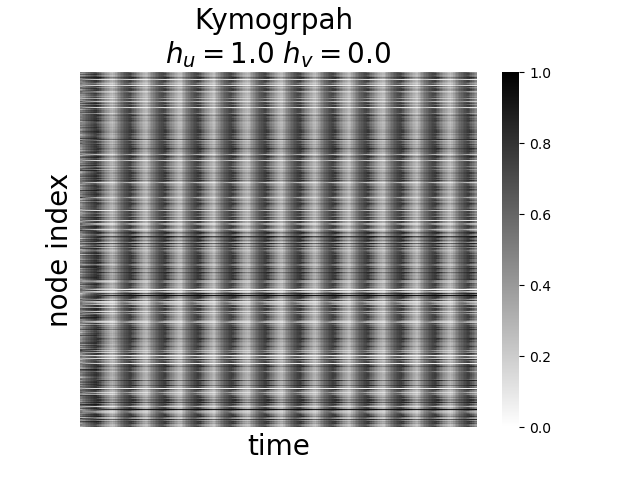 Kymogrpah
h_u = 1.0 h_v = 0.0
node index
time
1.0
0.8
0.6
0.4
0.2
0.0